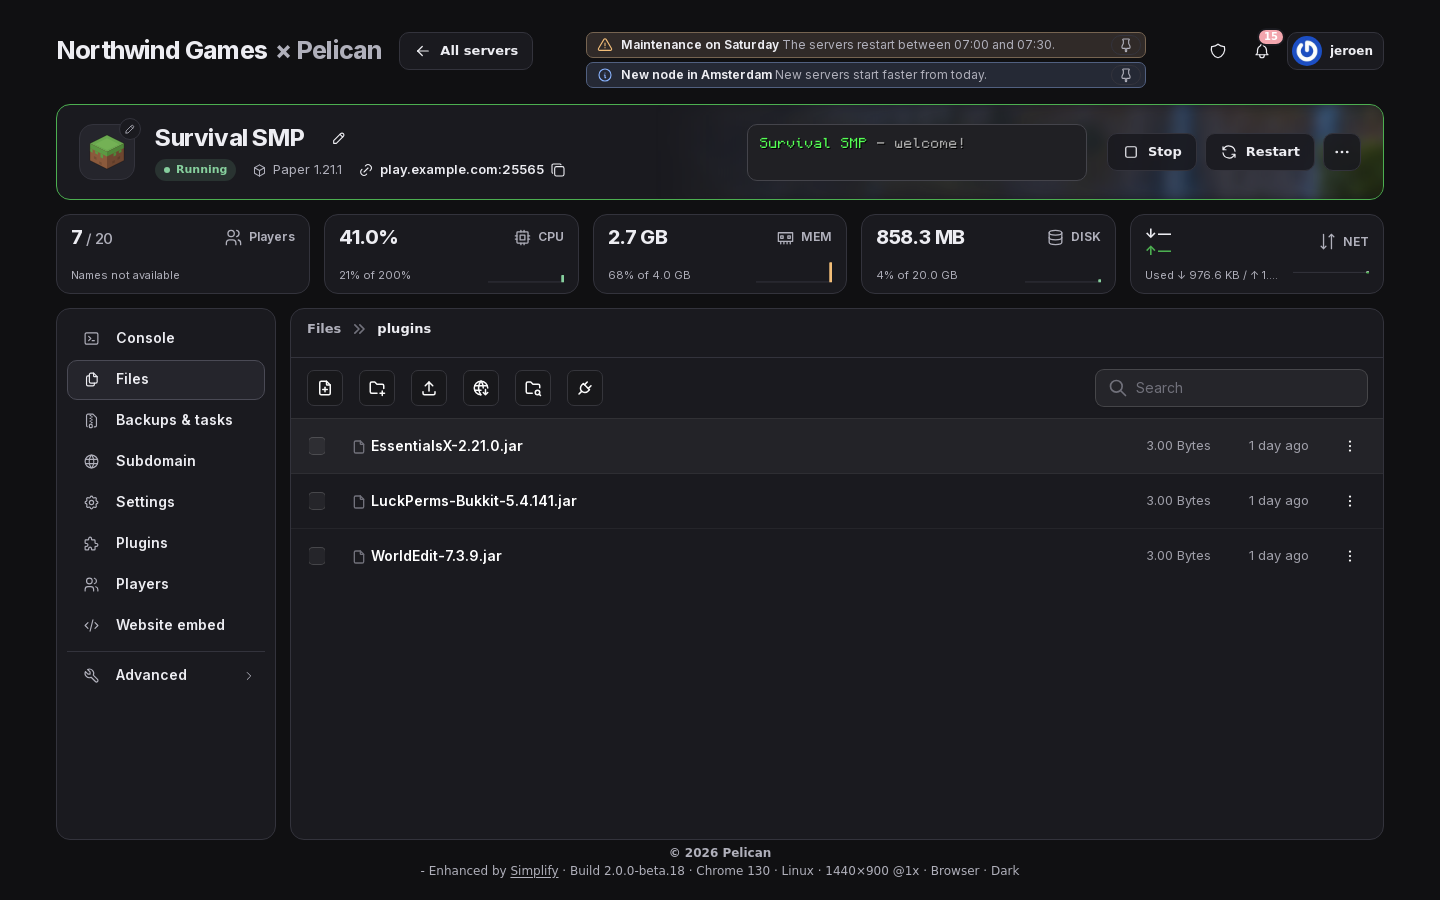 Northwind Games × Pelican
All servers
Maintenance on Saturday The servers restart between 07:00 and 07:30.
New node in Amsterdam New servers start faster from today.
15
jeroen
Survival SMP
Running
Paper 1.21.1
play.example.com:25565
Survival SMP - welcome!
Stop
Restart
7 / 20
Players
Names not available
41.0%
CPU
21% of 200%
2.7 GB
MEM
68% of 4.0 GB
858.3 MB
DISK
4% of 20.0 GB
↓—
↑—
NET
Used ↓ 976.6 KB / ↑ 1....
Console
Files
Backups & tasks
Subdomain
Settings
Plugins
Players
Website embed
Advanced
Files » plugins
Search
EssentialsX-2.21.0.jar 3.00 Bytes 1 day ago
LuckPerms-Bukkit-5.4.141.jar 3.00 Bytes 1 day ago
WorldEdit-7.3.9.jar 3.00 Bytes 1 day ago
© 2026 Pelican
- Enhanced by Simplify · Build 2.0.0-beta.18 · Chrome 130 · Linux · 1440×900 @1x · Browser · Dark